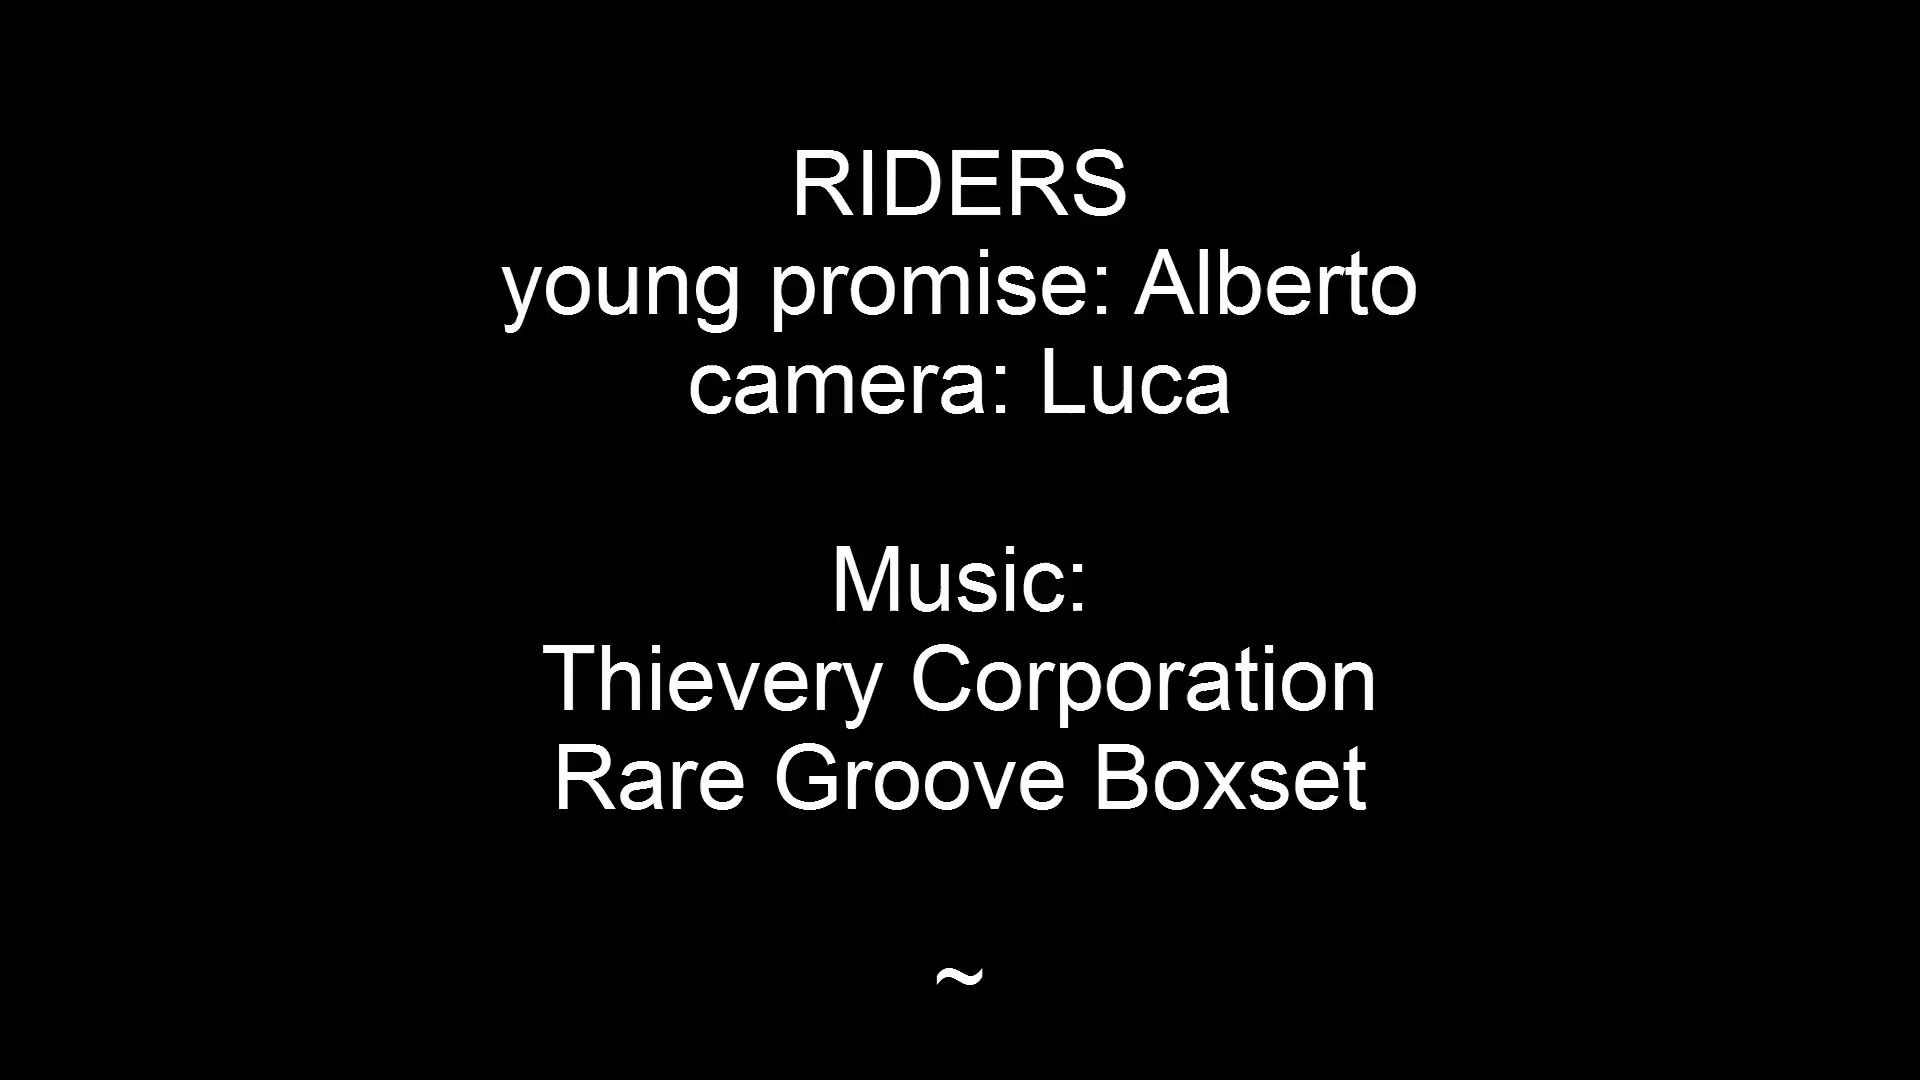 RIDERS
young promise: Alberto
camera: Luca
Music:
Thievery Corporation
Rare Groove Boxset
~